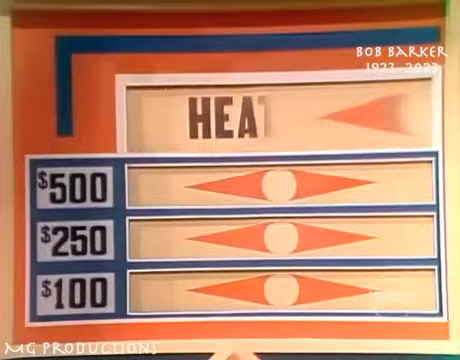 BOB BARKER
1923-2023
HEA
$500
$250
$100
MG PRODUCTIONS